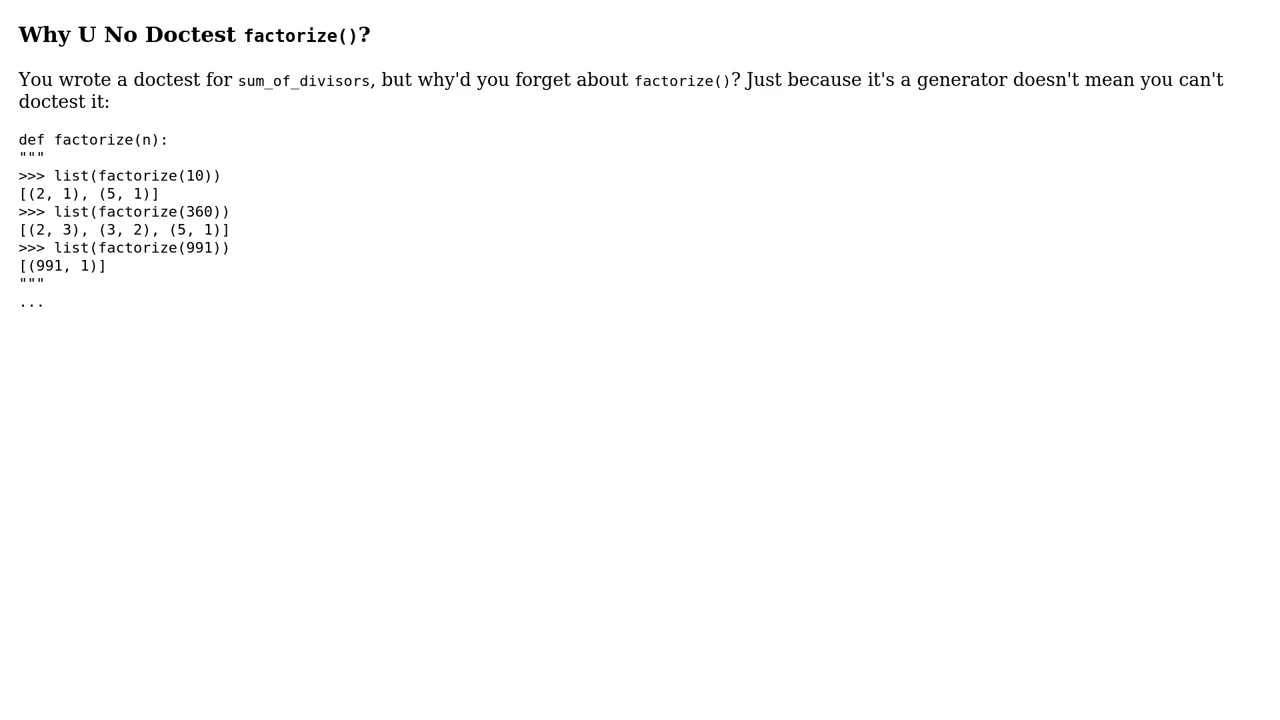 Why U No Doctest factorize()?
You wrote a doctest for sum_of_divisors, but why'd you forget about factorize()? Just because it's a generator doesn't mean you can't
doctest it:
def factorize(n):
"""
>>> list(factorize(10))
[(2, 1), (5, 1)]
>>> list(factorize(360))
[(2, 3), (3, 2), (5, 1)]
>>> list(factorize(991))
[(991, 1)]
"""
...